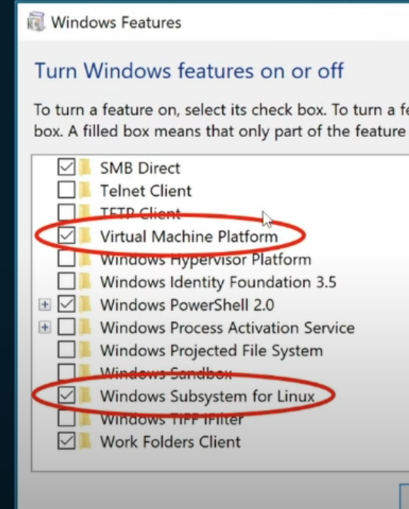 Windows Features
Turn Windows features on or off
To turn a feature on, select its check box. To turn a
box. A filled box means that only part of the feature
SMB Direct
Telnet Client
TFTP Client
Virtual Machine Platform
Windows Hypervisor Platform
Windows Identity Foundation 3.5
Windows PowerShell 2.0
Windows Process Activation Service
Windows Projected File System
Windows Sandbox
Windows Subsystem for Linux
Windows TIFF IFilter
Work Folders Client